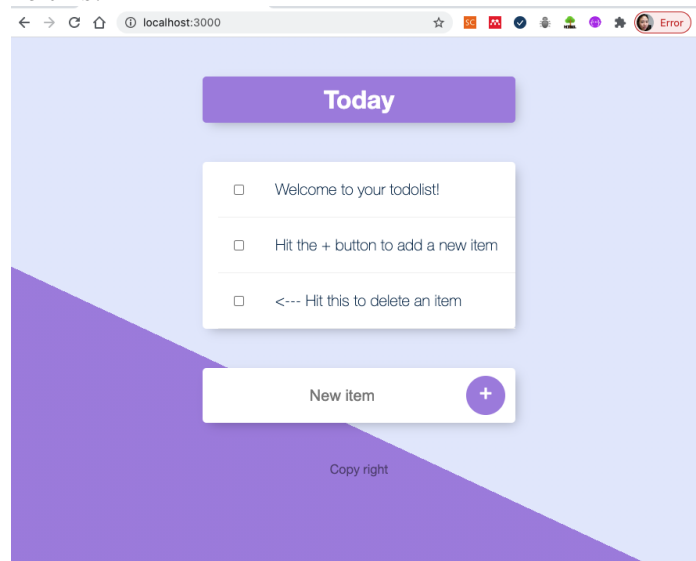 localhost:3000
SC
Error
Today
Welcome to your todolist!
Hit the + button to add a new item
<--- Hit this to delete an item
New item
+
Copy right